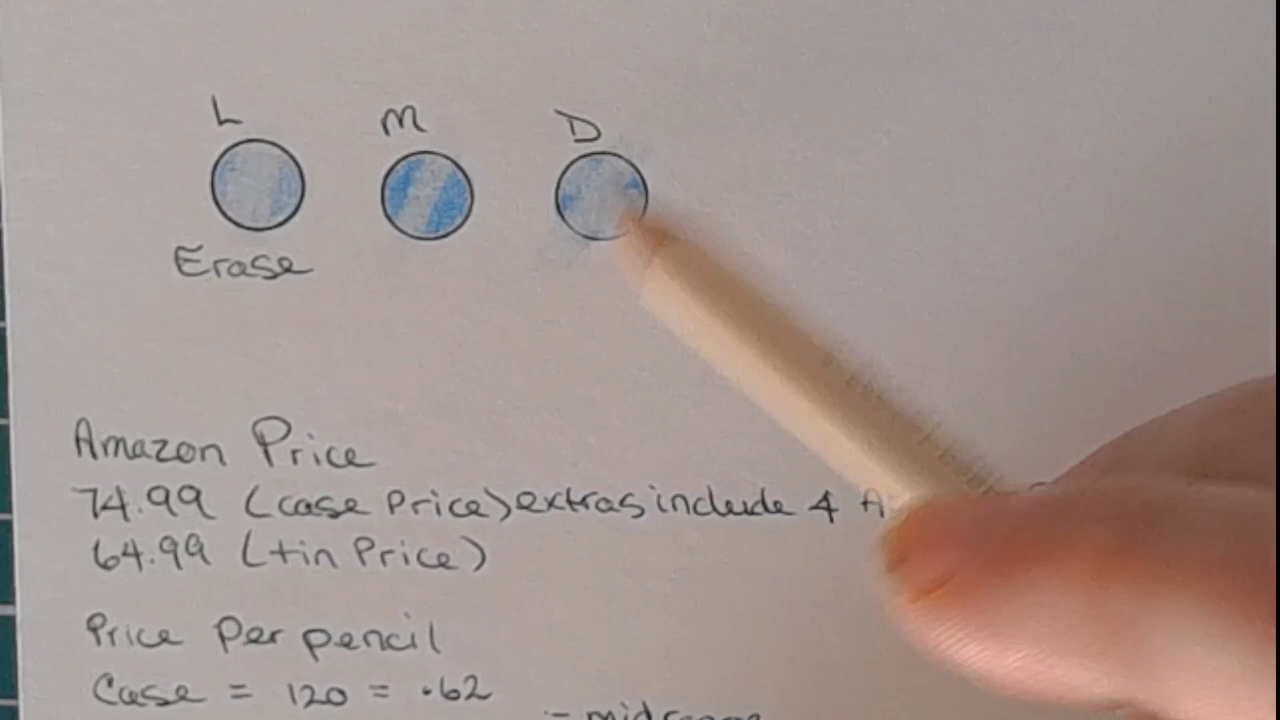 L M D
Erase
Amazon Price
74.99 (case Price) extras include 4
64.99 (tin Price)
Price Per pencil
Case = 120 = .62